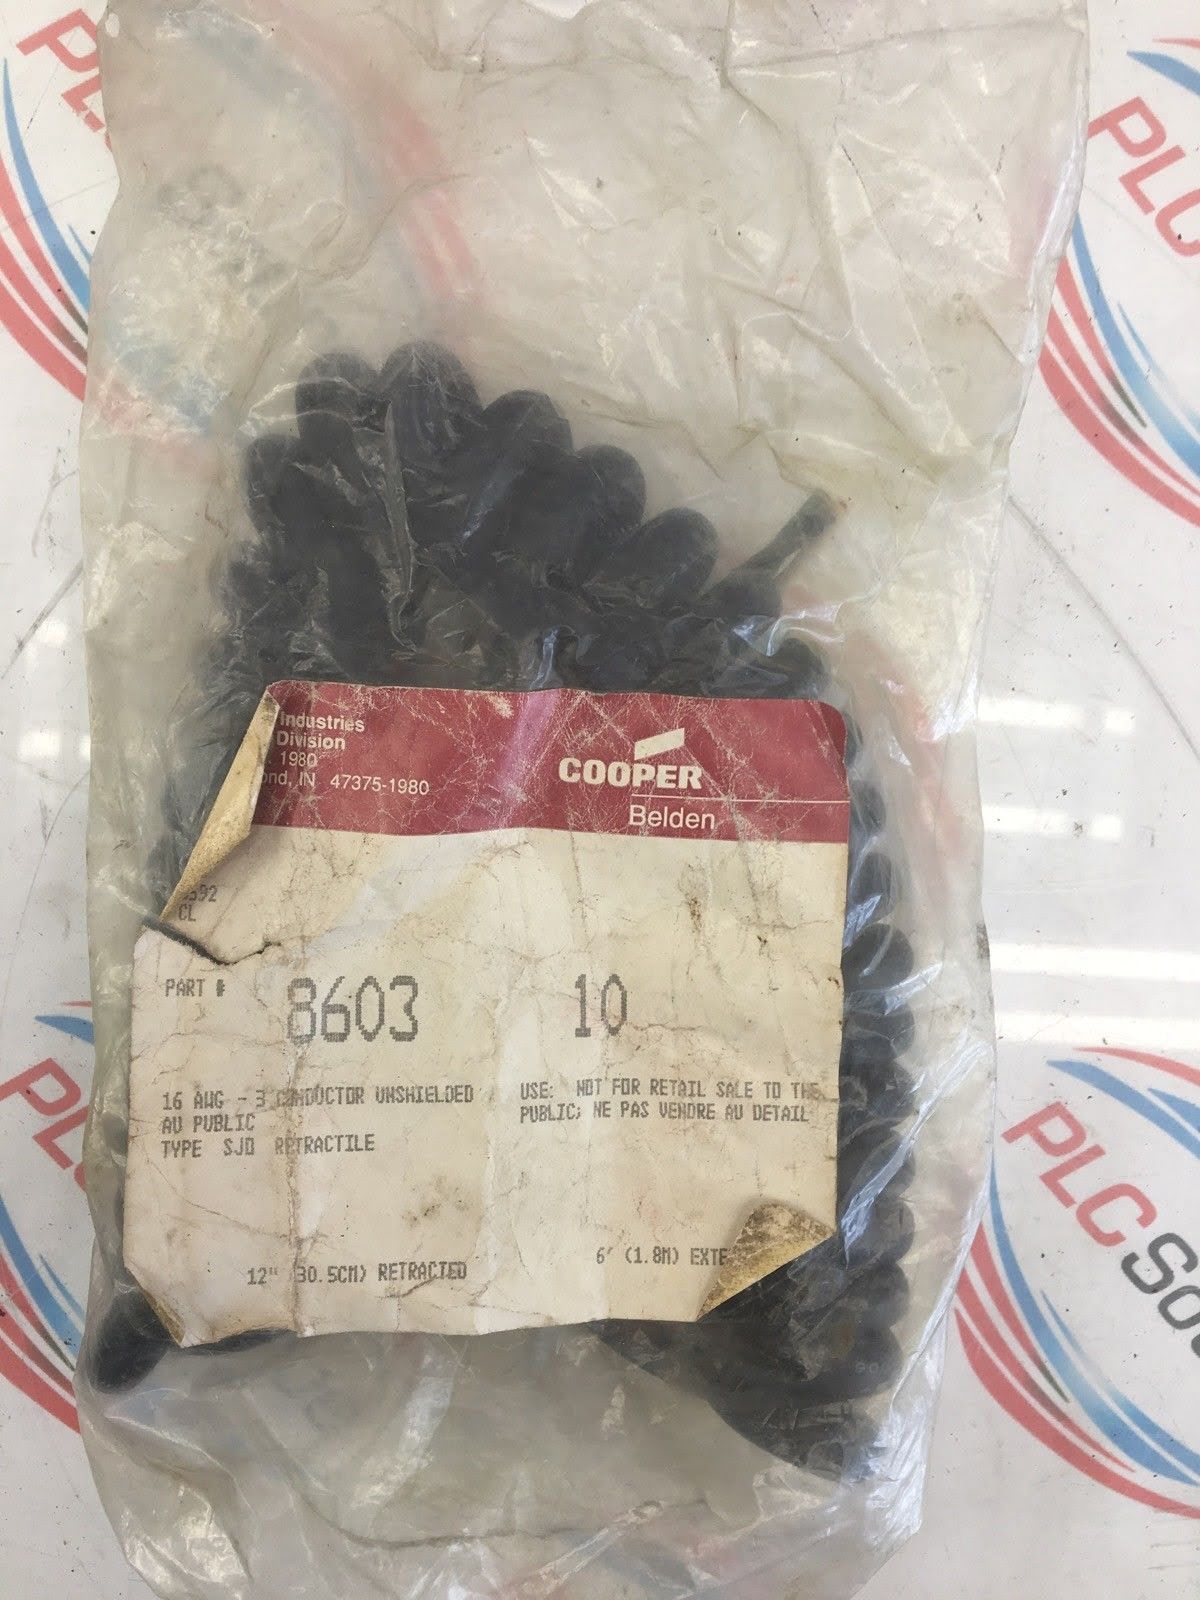 Industries
Division
1980
ond, IN 47375-1980
COOPER
Belden
592
CL
PART #
8603
10
16 AWG - 3 CONDUCTOR UNSHIELDED
AU PUBLIC
TYPE SJO RETRACTILE
USE: NOT FOR RETAIL SALE TO THE
PUBLIC; NE PAS VENDRE AU DETAIL
12" (30.5CM) RETRACTED
6' (1.8M) EXTE
PLC
PLC
PLC
PLC Sou